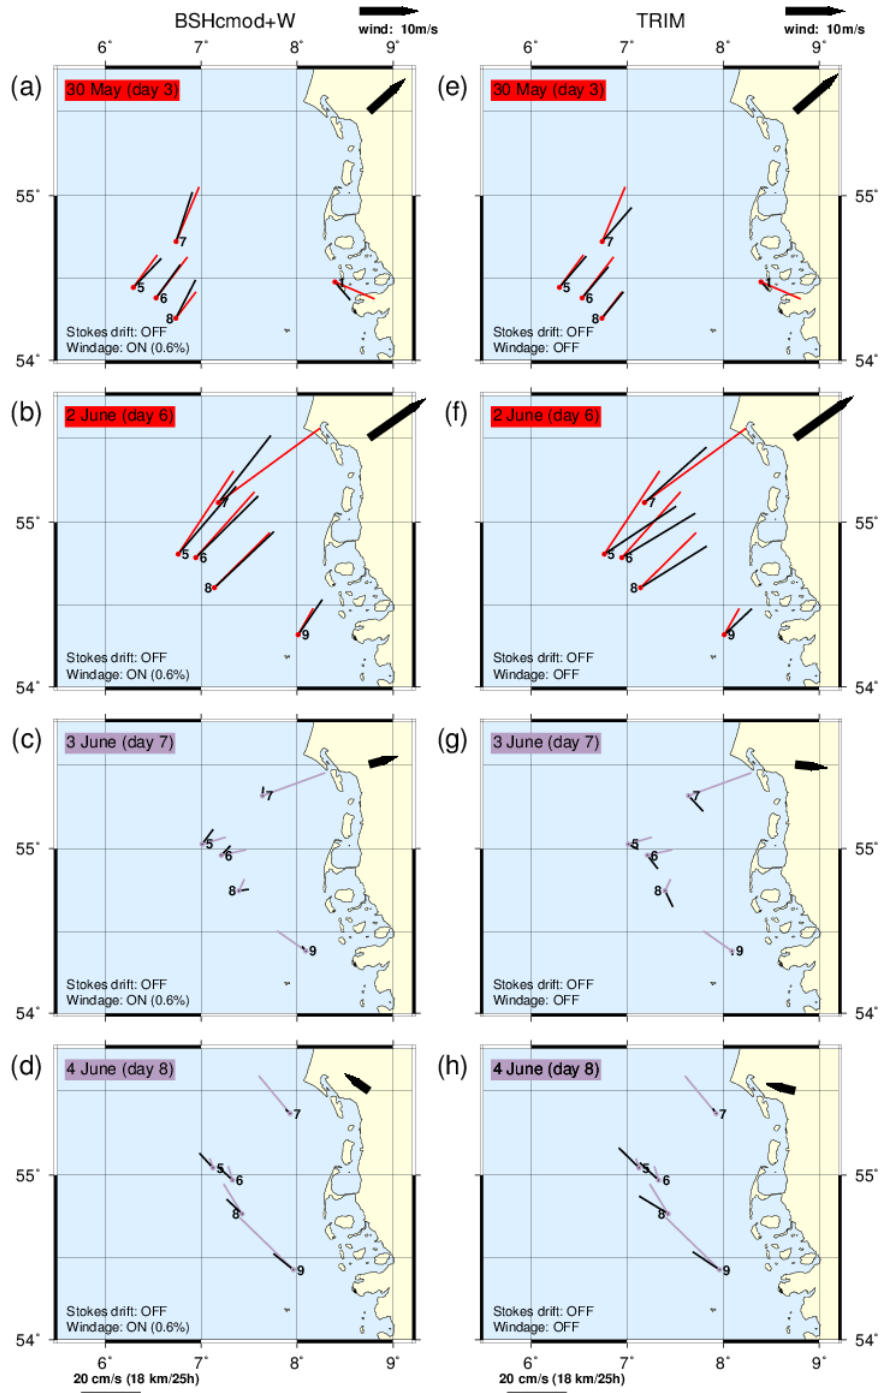 BSHcmod+W
TRIM
wind: 10m/s
wind: 10m/s
6° 7° 8° 9° 6° 7° 8° 9°
(a) 30 May (day 3)
(e) 30 May (day 3)
55° 55°
7 5 6 8 1
7 5 6 8 1
Stokes drift: OFF
Windage: ON (0.6%)
Stokes drift: OFF
Windage: OFF
54° 54°
(b) 2 June (day 6)
(f) 2 June (day 6)
55° 55°
7 5 6 8 9
7 5 6 8 9
Stokes drift: OFF
Windage: ON (0.6%)
Stokes drift: OFF
Windage: OFF
54° 54°
(c) 3 June (day 7)
(g) 3 June (day 7)
55° 55°
7 5 6 8 9
7 5 6 8 9
Stokes drift: OFF
Windage: ON (0.6%)
Stokes drift: OFF
Windage: OFF
54° 54°
(d) 4 June (day 8)
(h) 4 June (day 8)
55° 55°
7 5 6 8 9
7 5 6 8 9
Stokes drift: OFF
Windage: ON (0.6%)
Stokes drift: OFF
Windage: OFF
54° 54°
6° 7° 8° 9° 6° 7° 8° 9°
20 cm/s (18 km/25h)
20 cm/s (18 km/25h)